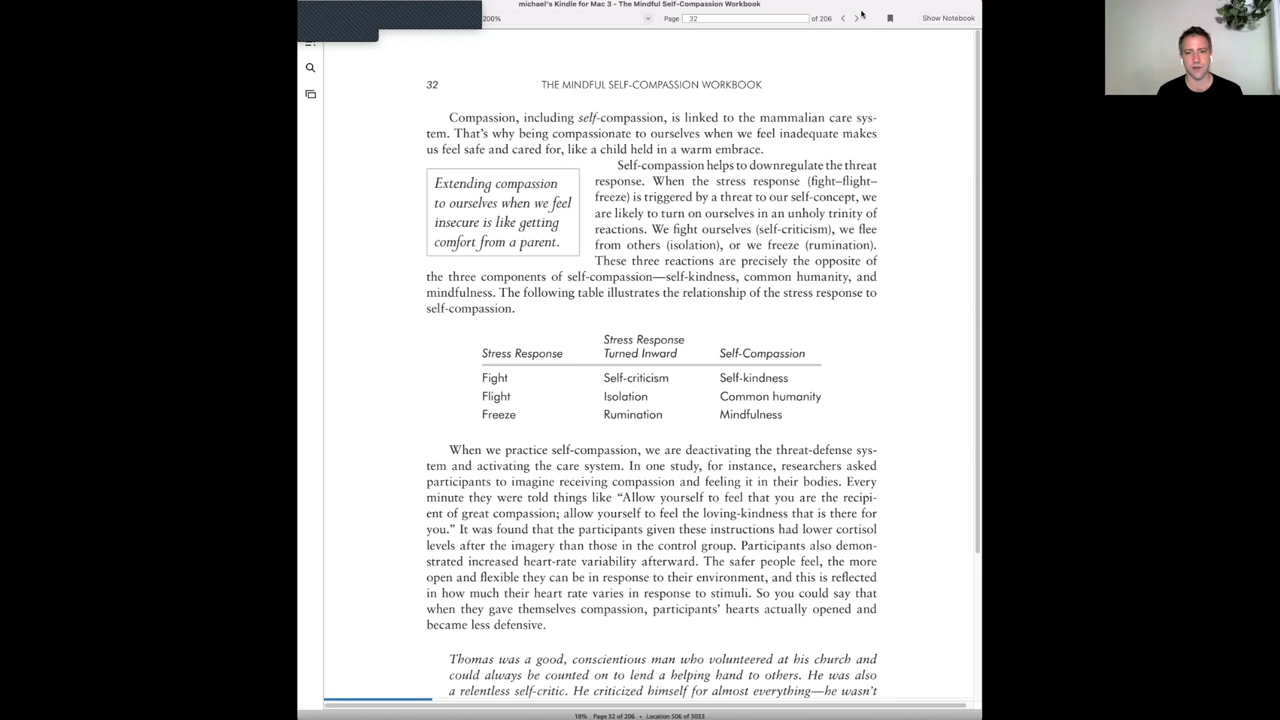 michael's Kindle for Mac 3 - The Mindful Self-Compassion Workbook
200%
Page 32 of 206
Show Notebook
32
THE MINDFUL SELF-COMPASSION WORKBOOK
Compassion, including self-compassion, is linked to the mammalian care sys-
tem. That's why being compassionate to ourselves when we feel inadequate makes
us feel safe and cared for, like a child held in a warm embrace.
Extending compassion
to ourselves when we feel
insecure is like getting
comfort from a parent.
Self-compassion helps to downregulate the threat
response. When the stress response (fight–flight–
freeze) is triggered by a threat to our self-concept, we
are likely to turn on ourselves in an unholy trinity of
reactions. We fight ourselves (self-criticism), we flee
from others (isolation), or we freeze (rumination).
These three reactions are precisely the opposite of
the three components of self-compassion—self-kindness, common humanity, and
mindfulness. The following table illustrates the relationship of the stress response to
self-compassion.
Stress Response
Stress Response
Turned Inward
Self-Compassion
Fight Self-criticism Self-kindness
Flight Isolation Common humanity
Freeze Rumination Mindfulness
When we practice self-compassion, we are deactivating the threat-defense sys-
tem and activating the care system. In one study, for instance, researchers asked
participants to imagine receiving compassion and feeling it in their bodies. Every
minute they were told things like “Allow yourself to feel that you are the recipi-
ent of great compassion; allow yourself to feel the loving-kindness that is there for
you.” It was found that the participants given these instructions had lower cortisol
levels after the imagery than those in the control group. Participants also demon-
strated increased heart-rate variability afterward. The safer people feel, the more
open and flexible they can be in response to their environment, and this is reflected
in how much their heart rate varies in response to stimuli. So you could say that
when they gave themselves compassion, participants' hearts actually opened and
became less defensive.
Thomas was a good, conscientious man who volunteered at his church and
could always be counted on to lend a helping hand to others. He was also
a relentless self-critic. He criticized himself for almost everything—he wasn't
16% Page 32 of 206 • Location 506 of 3033